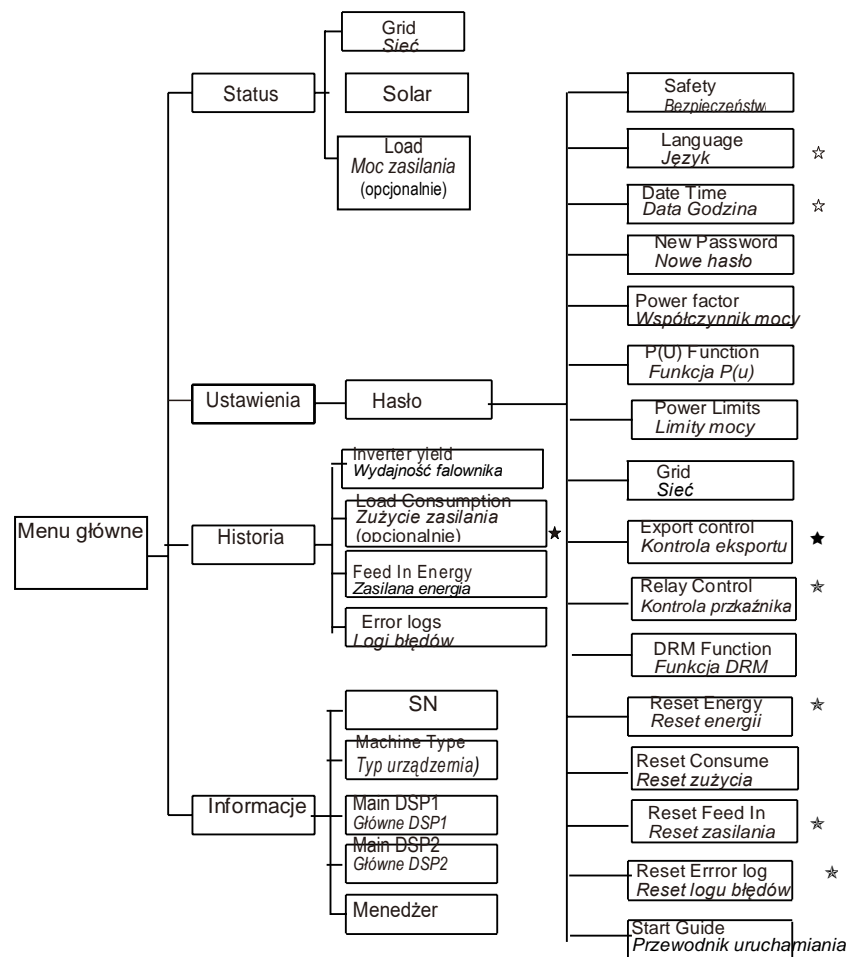 Menu główne
Status
Grid
Sieć
Solar
Load
Moc zasilania
(opcjonalnie)
Ustawienia
Hasło
Historia
Inverter yield
Wydajność falownika
Load Consumption
Zużycie zasilania
(opcjonalnie)
★
Feed In Energy
Zasilana energia
Error logs
Logi błędów
Informacje
SN
Machine Type
Typ urządzemia)
Main DSP1
Główne DSP1
Main DSP2
Główne DSP2
Menedżer
Safety
Bezpieczeństw
Language
Język
☆
Date Time
Data Godzina
☆
New Password
Nowe hasło
Power factor
Współczynnik mocy
P(U) Function
Funkcja P(u)
Power Limits
Limity mocy
Grid
Sieć
Export control
Kontrola eksportu
★
Relay Control
Kontrola przkaźnika
✯
DRM Function
Funkcja DRM
Reset Energy
Reset energii
✯
Reset Consume
Reset zużycia
Reset Feed In
Reset zasilania
✯
Reset Errror log
Reset logu błędów
✯
Start Guide
Przewodnik uruchamiania